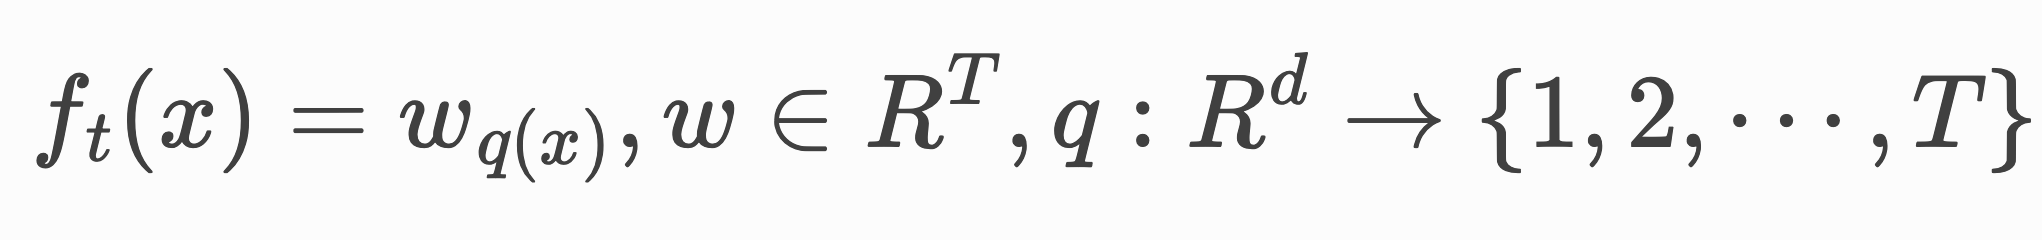 f_t(x) = w_{q(x)}, w ∈ R^T, q : R^d → {1, 2, ⋯, T}